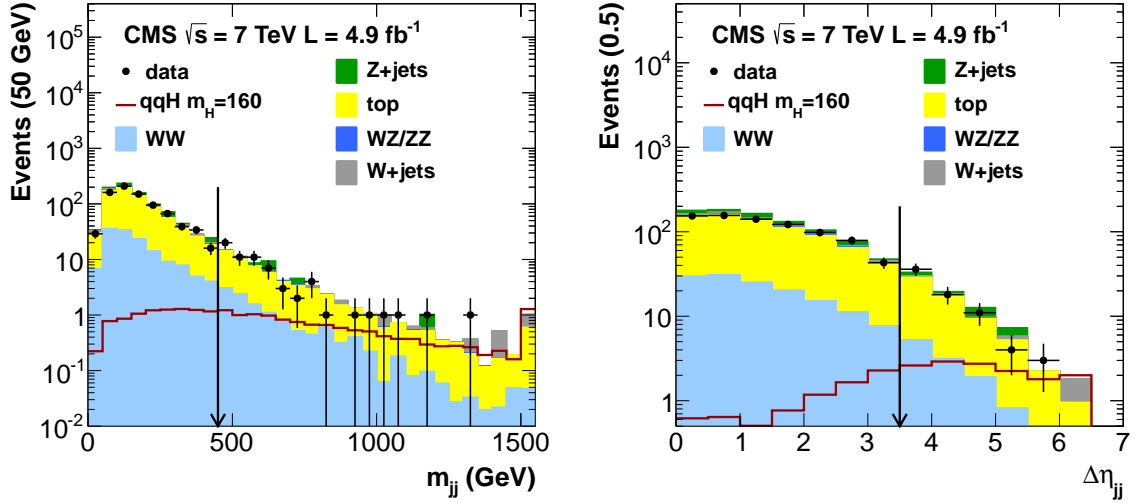 CMS √s = 7 TeV L = 4.9 fb⁻¹
data
qqH m_H=160
WW
Z+jets
top
WZ/ZZ
W+jets
Events (50 GeV)
10⁵
10⁴
10³
10²
10
1
10⁻¹
10⁻²
0 500 1000 1500
m_jj (GeV)
CMS √s = 7 TeV L = 4.9 fb⁻¹
data
qqH m_H=160
WW
Z+jets
top
WZ/ZZ
W+jets
Events (0.5)
10⁴
10³
10²
10
1
0 1 2 3 4 5 6 7
Δη_jj